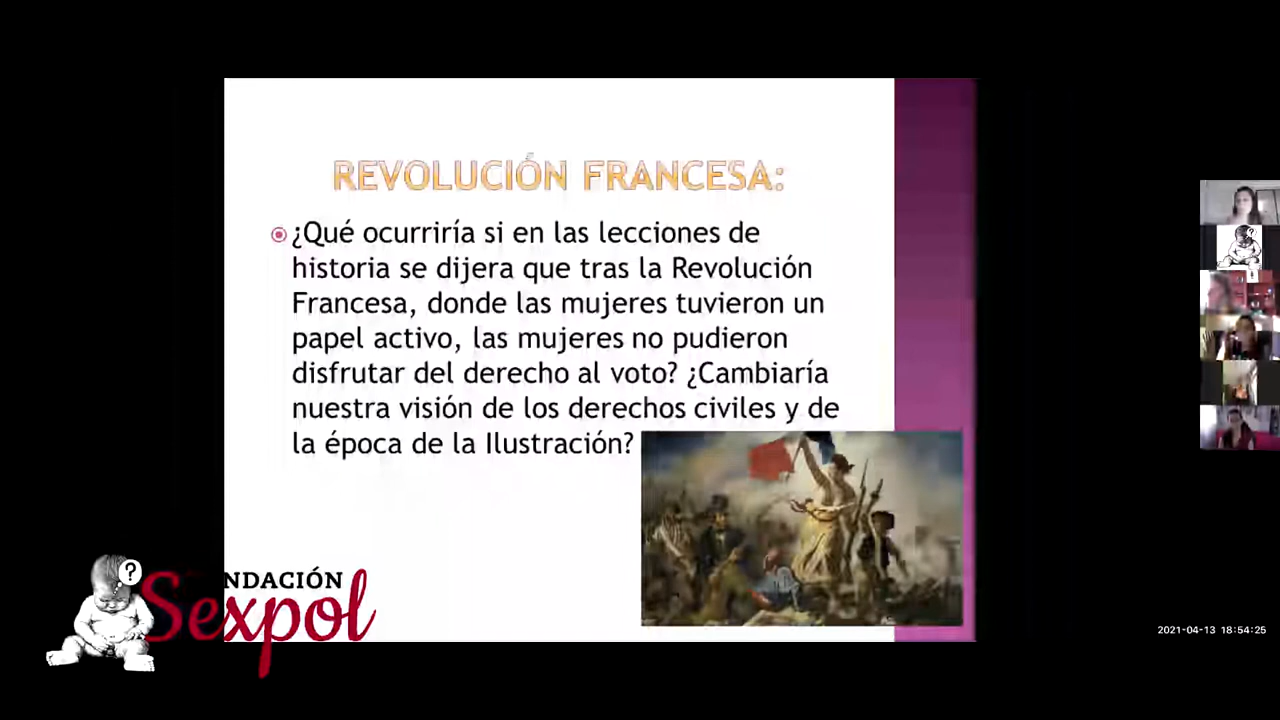 REVOLUCIÓN FRANCESA:
¿Qué ocurriría si en las lecciones de
historia se dijera que tras la Revolución
Francesa, donde las mujeres tuvieron un
papel activo, las mujeres no pudieron
disfrutar del derecho al voto? ¿Cambiaría
nuestra visión de los derechos civiles y de
la época de la Ilustración?
?
NDACIÓN
Sexpol
2021-04-13 18:54:25